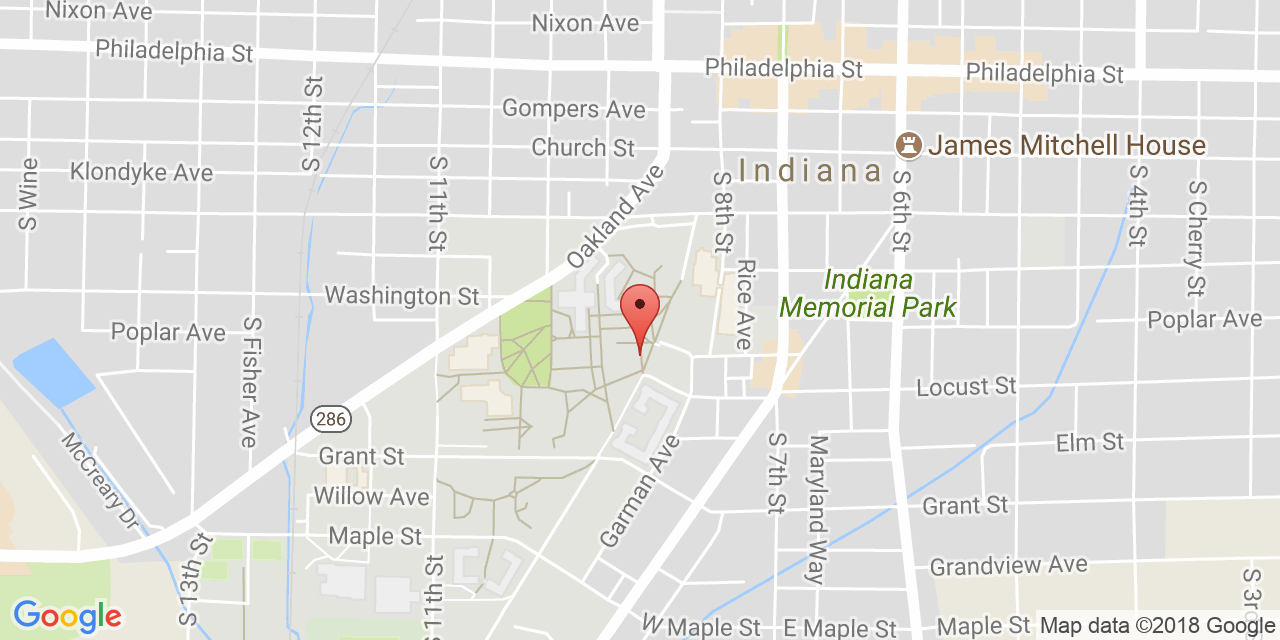 Nixon Ave
Nixon Ave
Philadelphia St
Philadelphia St
Philadelphia St
S 12th St
Gompers Ave
Church St
James Mitchell House
Klondyke Ave
Indiana
S Wine
S 11th St
Oakland Ave
S 8th St
S 6th St
S 4th St
S Cherry St
Rice Ave
Indiana
Memorial Park
Washington St
Poplar Ave
Poplar Ave
S Fisher Ave
Locust St
286
McCreary Dr
Grant St
Garman Ave
S 7th St
Maryland Way
Elm St
Willow Ave
Grant St
Maple St
S 13th St
S 11th St
Grandview Ave
S 3ro
Google
W Maple St
E Maple St
Maple St
Map data ©2018 Google